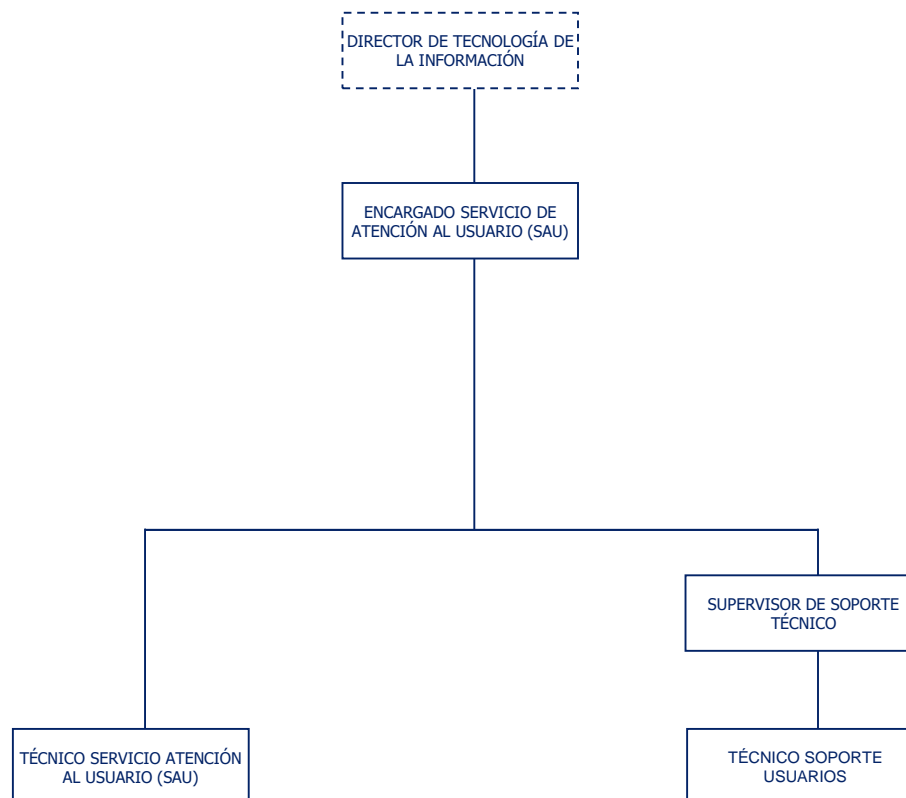 DIRECTOR DE TECNOLOGÍA DE
LA INFORMACIÓN
ENCARGADO SERVICIO DE
ATENCIÓN AL USUARIO (SAU)
SUPERVISOR DE SOPORTE
TÉCNICO
TÉCNICO SERVICIO ATENCIÓN
AL USUARIO (SAU)
TÉCNICO SOPORTE
USUARIOS